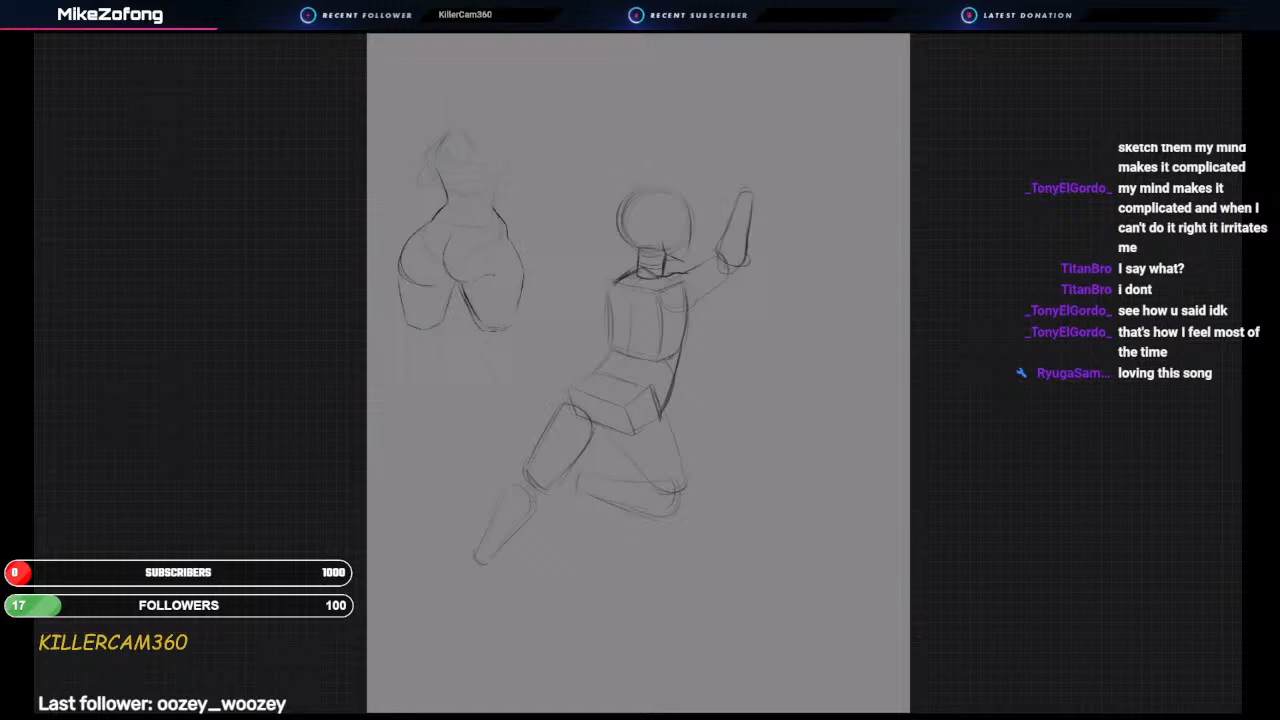 MikeZofong
RECENT FOLLOWER
KillerCam360
RECENT SUBSCRIBER
LATEST DONATION
sketch them my mind
makes it complicated
_TonyElGordo_ my mind makes it
complicated and when I
can't do it right it irritates
me
TitanBro I say what?
TitanBro i dont
_TonyElGordo_ see how u said idk
_TonyElGordo_ that's how I feel most of
the time
RyugaSam... loving this song
0 SUBSCRIBERS 1000
17 FOLLOWERS 100
KILLERCAM360
Last follower: oozey_woozey